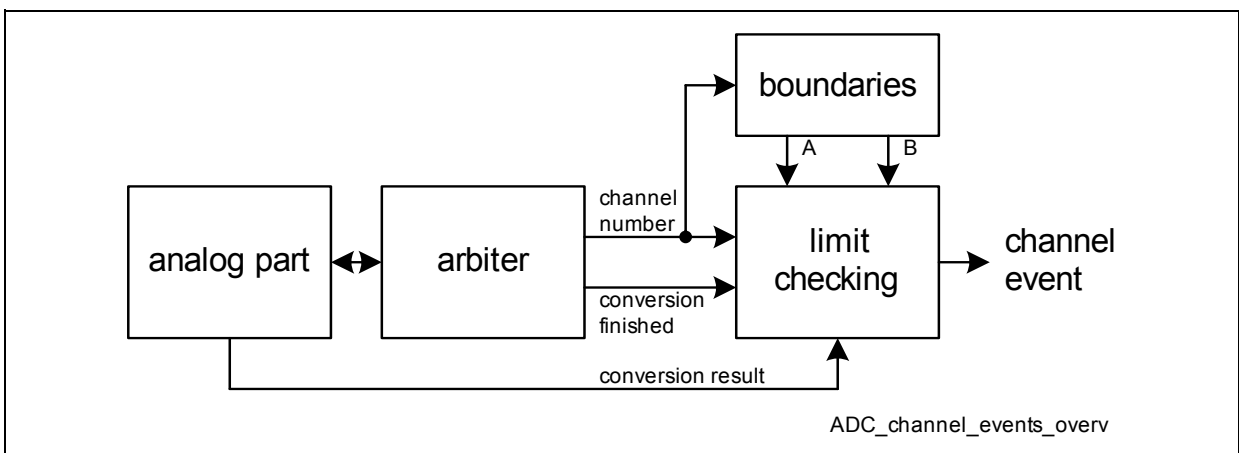 boundaries
A
B
channel
number
analog part
arbiter
limit
checking
channel
event
conversion
finished
conversion result
ADC_channel_events_overv